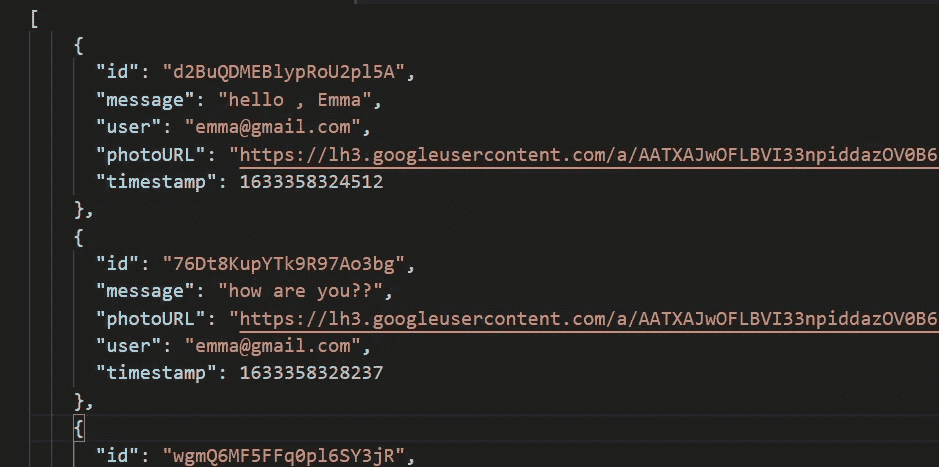 [
{
"id": "d2BuQDMEBlypRoU2pl5A",
"message": "hello , Emma",
"user": "emma@gmail.com",
"photoURL": "https://lh3.googleusercontent.com/a/AATXAJwOFLBVI33npiddazOV0B6
"timestamp": 1633358324512
},
{
"id": "76Dt8KupYTk9R97Ao3bg",
"message": "how are you??",
"photoURL": "https://lh3.googleusercontent.com/a/AATXAJwOFLBVI33npiddazOV0B6
"user": "emma@gmail.com",
"timestamp": 1633358328237
},
{
"id": "wgmQ6MF5FFq0pl6SY3jR",